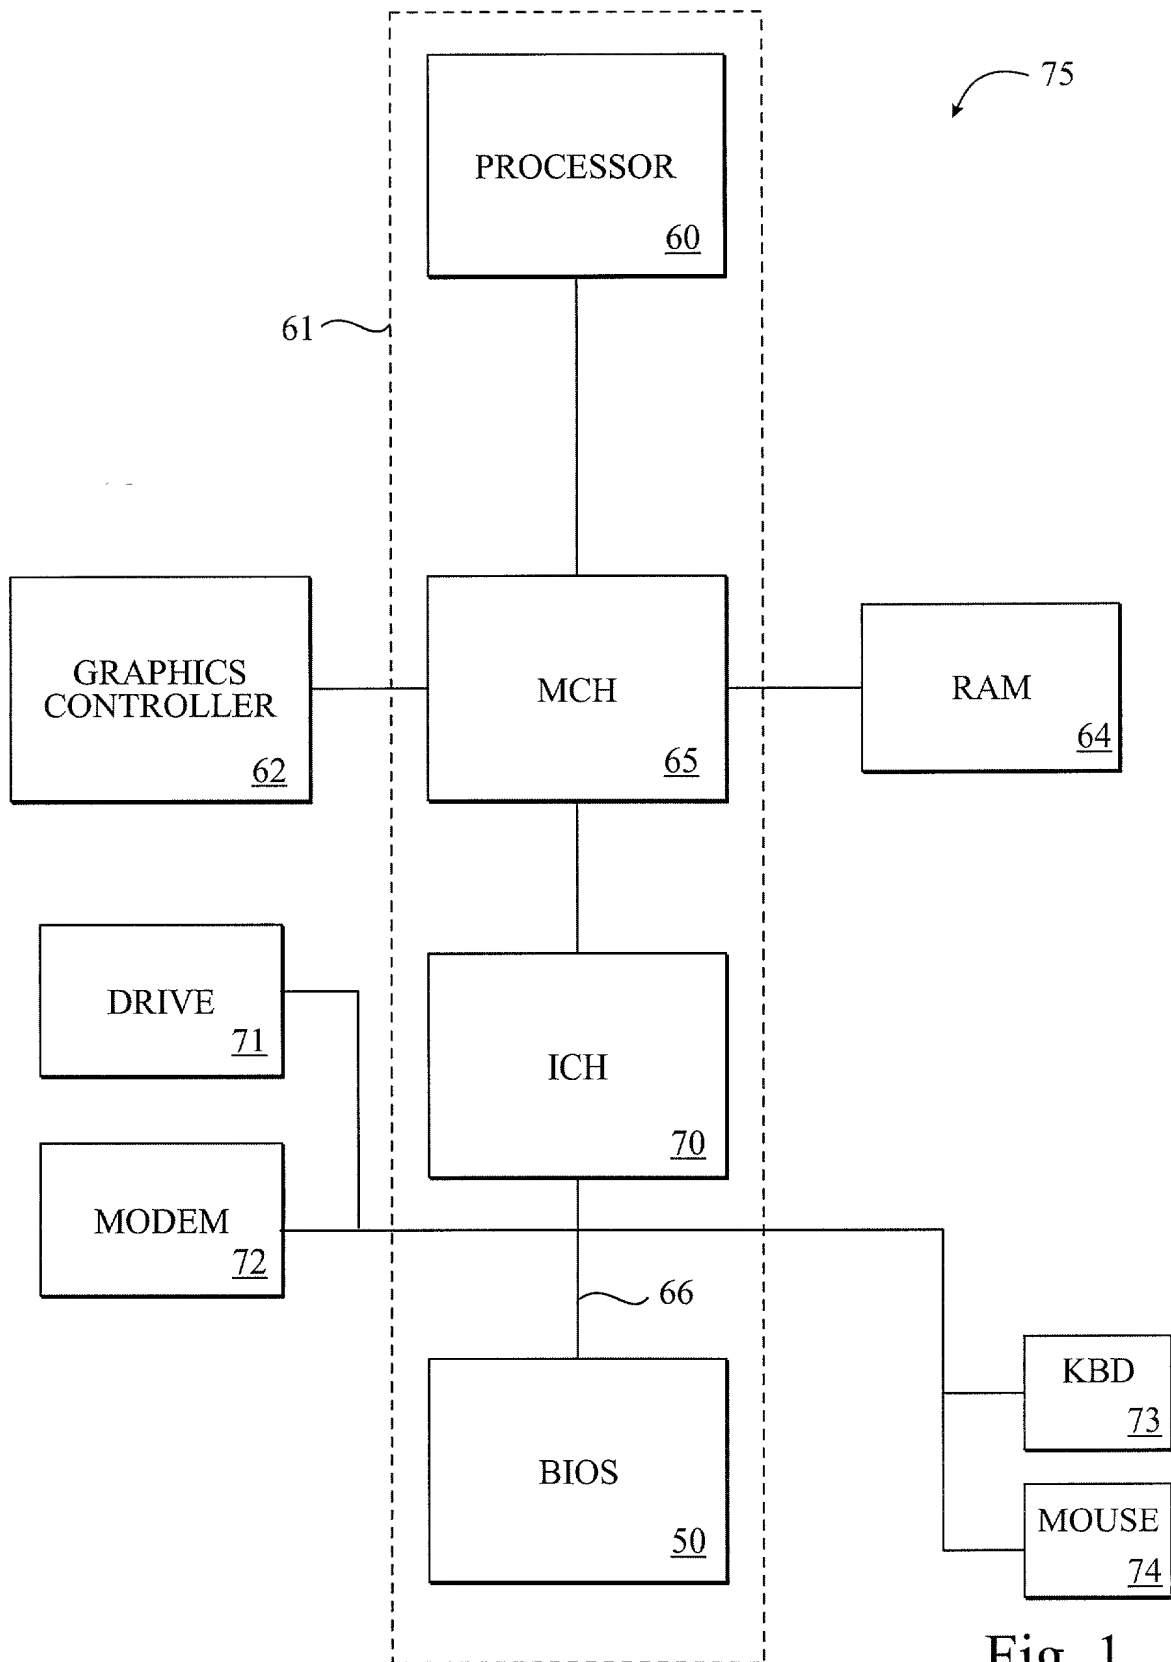 75
PROCESSOR
60
61
GRAPHICS
CONTROLLER
62
MCH
65
RAM
64
DRIVE
71
ICH
70
MODEM
72
66
KBD
73
BIOS
50
MOUSE
74
Fig. 1